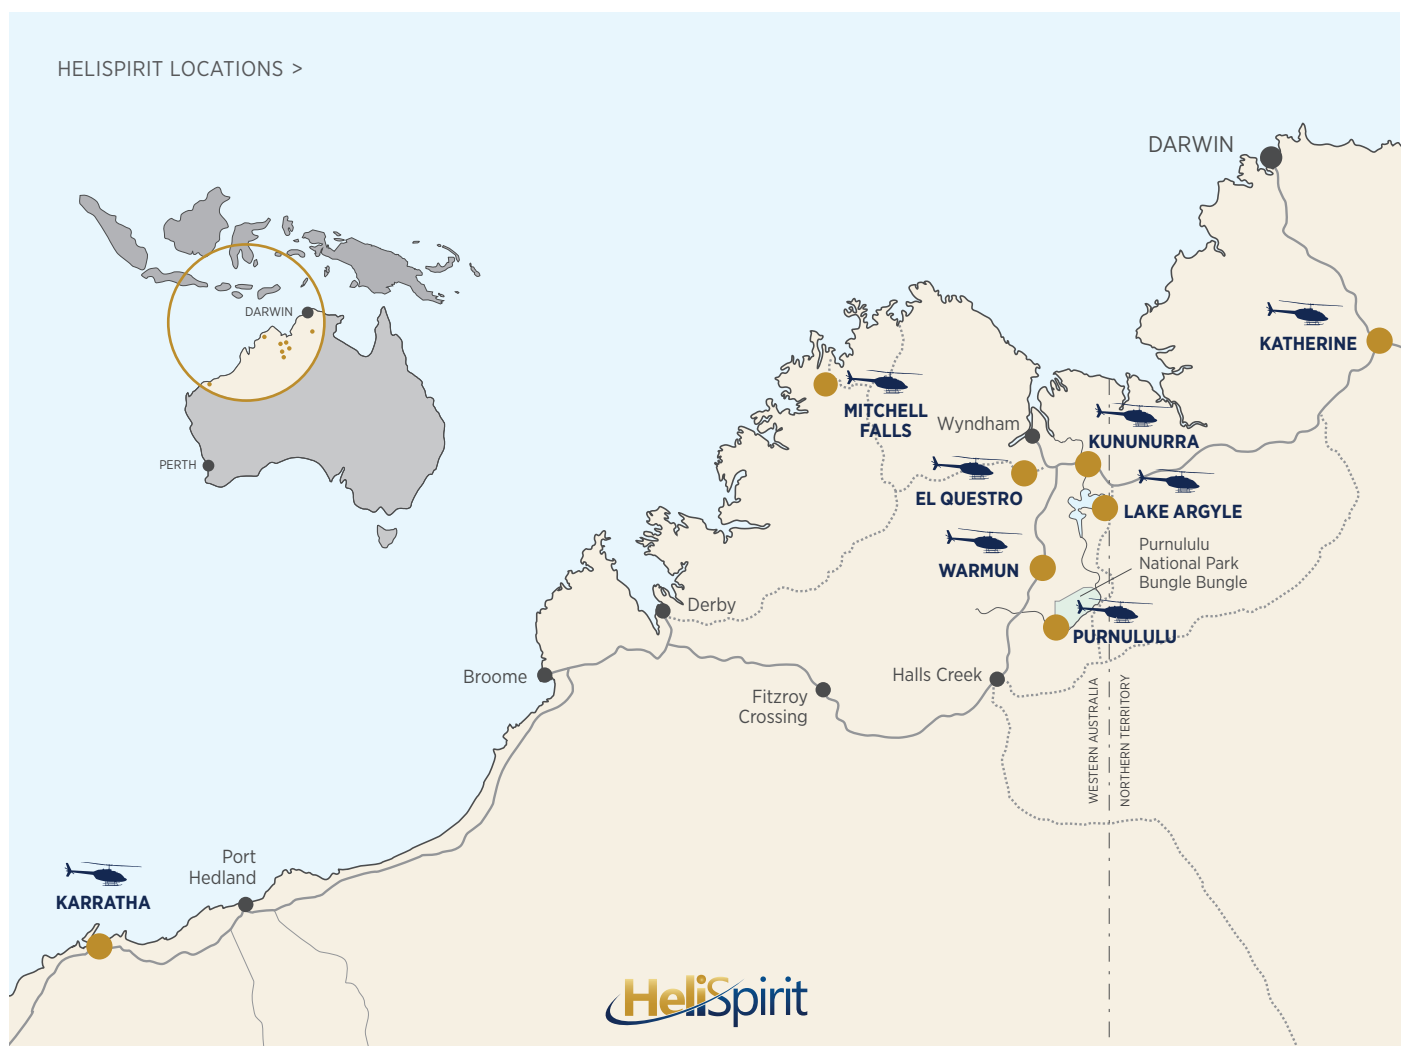 HELISPIRIT LOCATIONS >
DARWIN
DARWIN
PERTH
KATHERINE
MITCHELL
FALLS
Wyndham
KUNUNURRA
EL QUESTRO
LAKE ARGYLE
WARMUN
Purnululu
National Park
Bungle Bungle
PURNULULU
Derby
Broome
Halls Creek
Fitzroy
Crossing
WESTERN AUSTRALIA
NORTHERN TERRITORY
Port
Hedland
KARRATHA
HeliSpirit